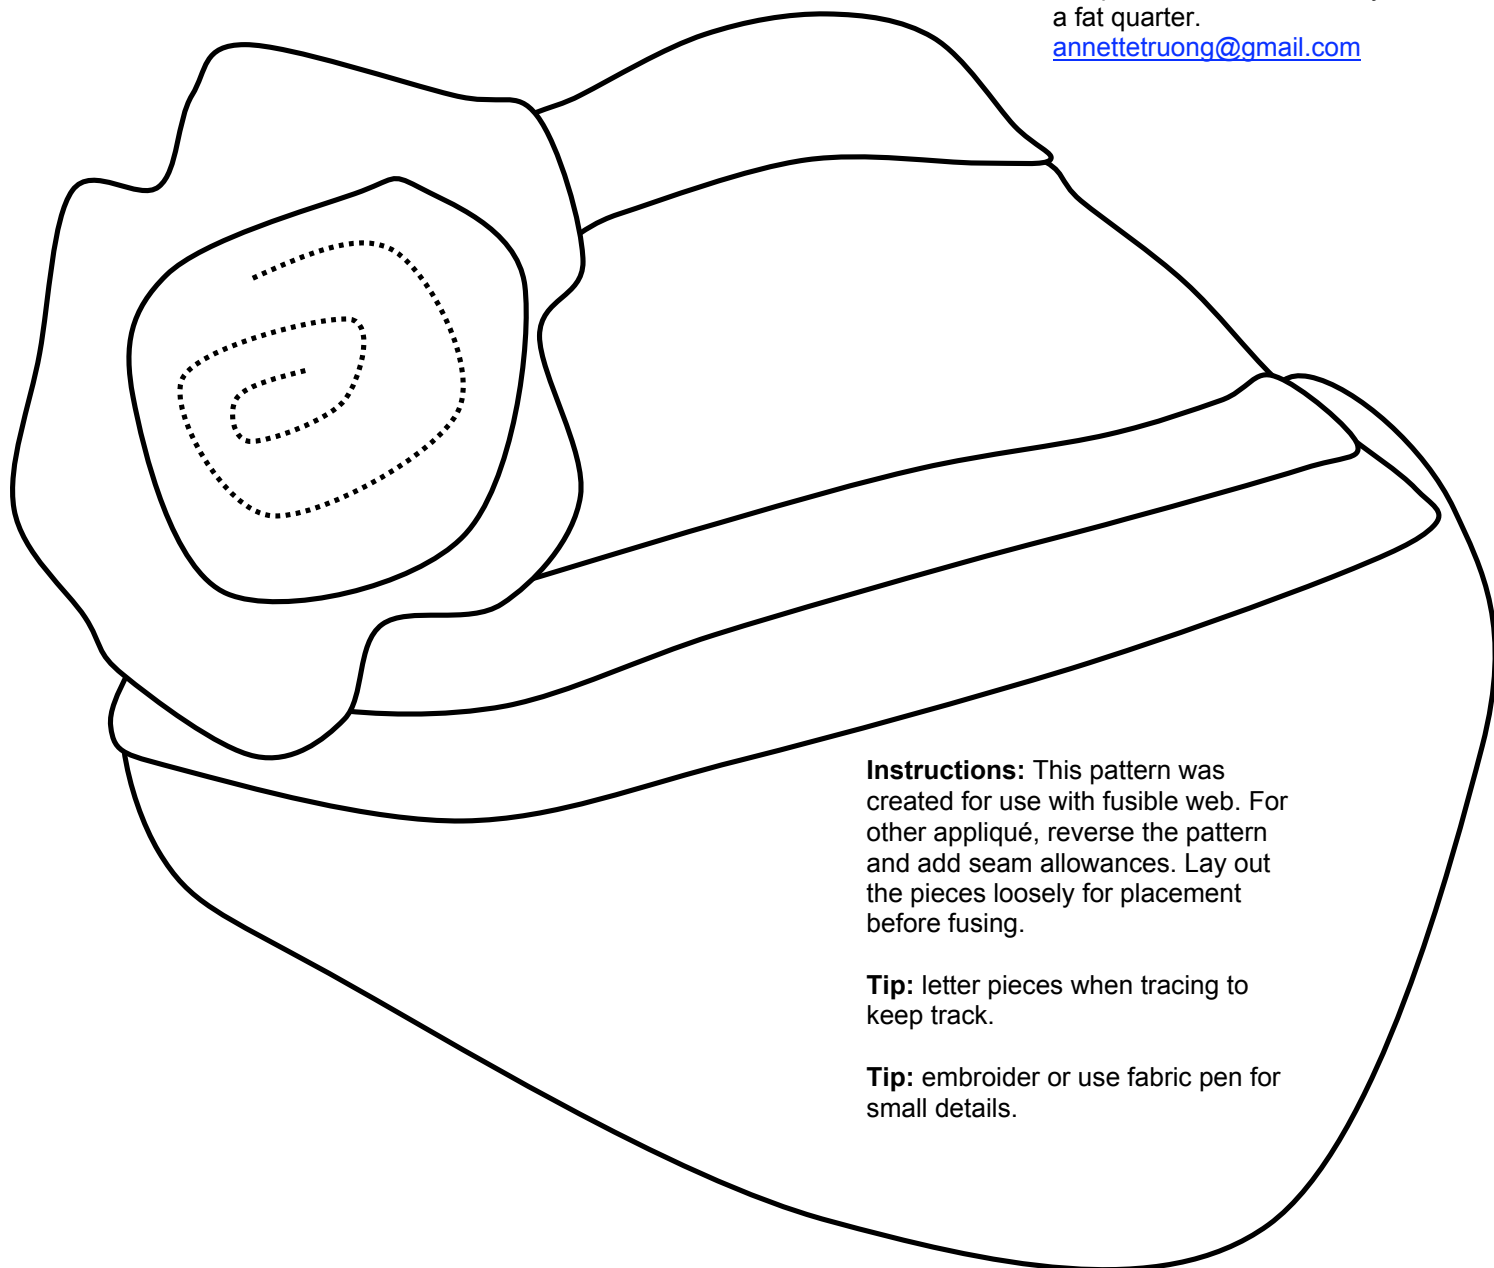 a fat quarter.
annettetruong@gmail.com
Instructions: This pattern was
created for use with fusible web. For
other appliqué, reverse the pattern
and add seam allowances. Lay out
the pieces loosely for placement
before fusing.
Tip: letter pieces when tracing to
keep track.
Tip: embroider or use fabric pen for
small details.